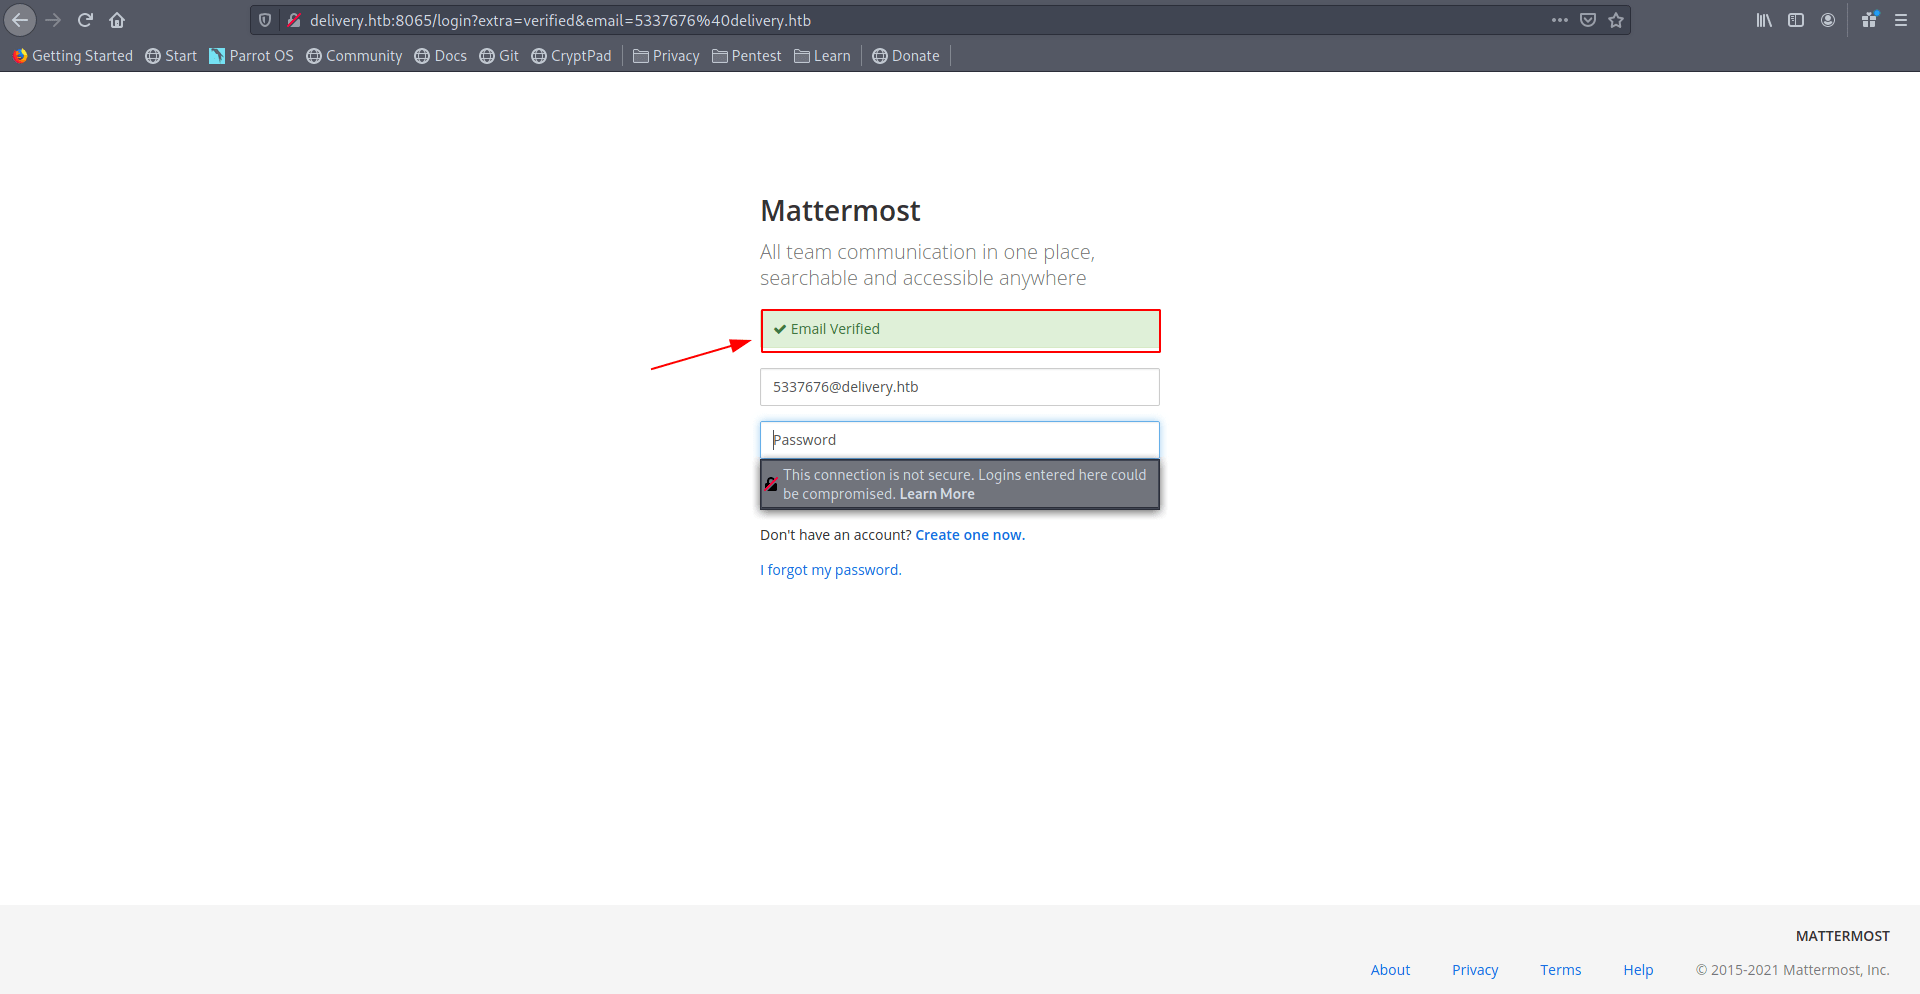 delivery.htb:8065/login?extra=verified&email=5337676%40delivery.htb
Getting Started Start Parrot OS Community Docs Git CryptPad Privacy Pentest Learn Donate
Mattermost
All team communication in one place,
searchable and accessible anywhere
Email Verified
5337676@delivery.htb
Password
This connection is not secure. Logins entered here could
be compromised. Learn More
Don't have an account? Create one now.
I forgot my password.
MATTERMOST
About Privacy Terms Help © 2015-2021 Mattermost, Inc.